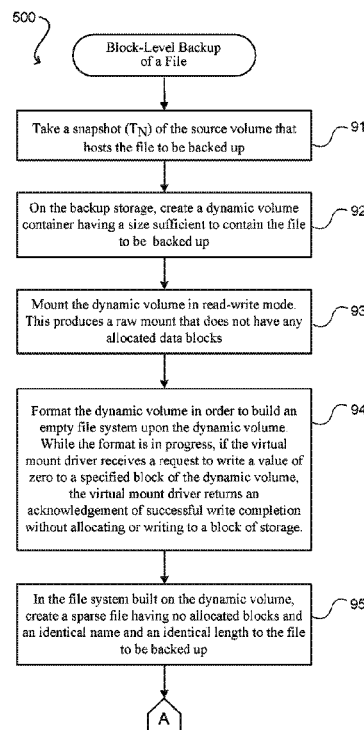 500
Block-Level Backup
of a File
Take a snapshot (TN) of the source volume that
hosts the file to be backed up
91
On the backup storage, create a dynamic volume
container having a size sufficient to contain the file
to be backed up
92
Mount the dynamic volume in read-write mode.
This produces a raw mount that does not have any
allocated data blocks
93
Format the dynamic volume in order to build an
empty file system upon the dynamic volume.
While the format is in progress, if the virtual
mount driver receives a request to write a value of
zero to a specified block of the dynamic volume,
the virtual mount driver returns an
acknowledgement of successful write completion
without allocating or writing to a block of storage.
94
In the file system built on the dynamic volume,
create a sparse file having no allocated blocks and
an identical name and an identical length to the file
to be backed up
95
A